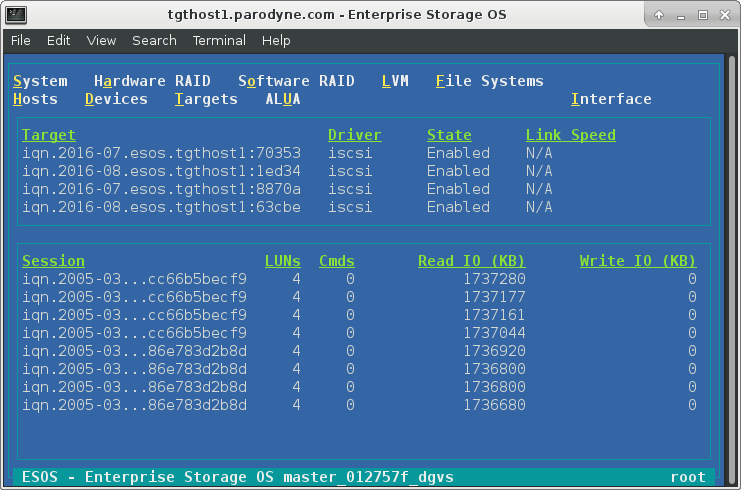 tgthost1.parodyne.com - Enterprise Storage OS
File Edit View Search Terminal Help
System Hardware RAID Software RAID LVM File Systems
Hosts Devices Targets ALUA Interface
Target Driver State Link Speed
iqn.2016-07.esos.tgthost1:70353 iscsi Enabled N/A
iqn.2016-08.esos.tgthost1:1ed34 iscsi Enabled N/A
iqn.2016-07.esos.tgthost1:8870a iscsi Enabled N/A
iqn.2016-08.esos.tgthost1:63cbe iscsi Enabled N/A
Session LUNs Cmds Read IO (KB) Write IO (KB)
iqn.2005-03...cc66b5becf9 4 0 1737280 0
iqn.2005-03...cc66b5becf9 4 0 1737177 0
iqn.2005-03...cc66b5becf9 4 0 1737161 0
iqn.2005-03...cc66b5becf9 4 0 1737044 0
iqn.2005-03...86e783d2b8d 4 0 1736920 0
iqn.2005-03...86e783d2b8d 4 0 1736800 0
iqn.2005-03...86e783d2b8d 4 0 1736800 0
iqn.2005-03...86e783d2b8d 4 0 1736680 0
ESOS - Enterprise Storage OS master_012757f_dgvs root